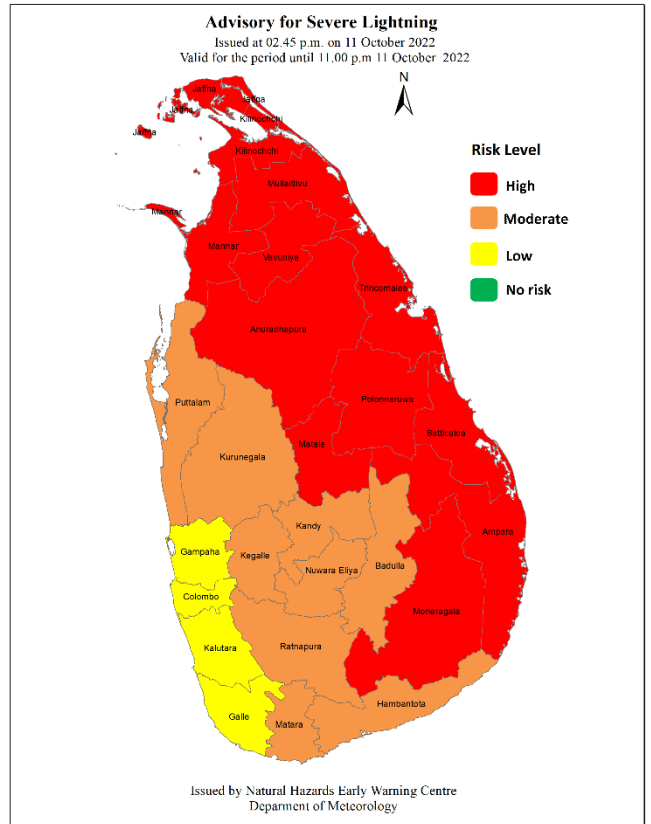 Advisory for Severe Lightning
Issued at 02.45 p.m. on 11 October 2022
Valid for the period until 11.00 p.m 11 October 2022
N
Risk Level
High
Moderate
Low
No risk
Jaffna
Jaffna
Kilinochchi
Jaffna
Kilinochchi
Mullaitivu
Mannar
Mannar
Vavuniya
Trincomalee
Anuradhapura
Polonnaruwa
Puttalam
Batticaloa
Matale
Kurunegala
Kandy
Ampara
Gampaha
Kegalle
Nuwara Eliya
Badulla
Colombo
Moneragala
Kalutara
Ratnapura
Hambantota
Galle
Matara
Issued by Natural Hazards Early Warning Centre
Deparment of Meteorology